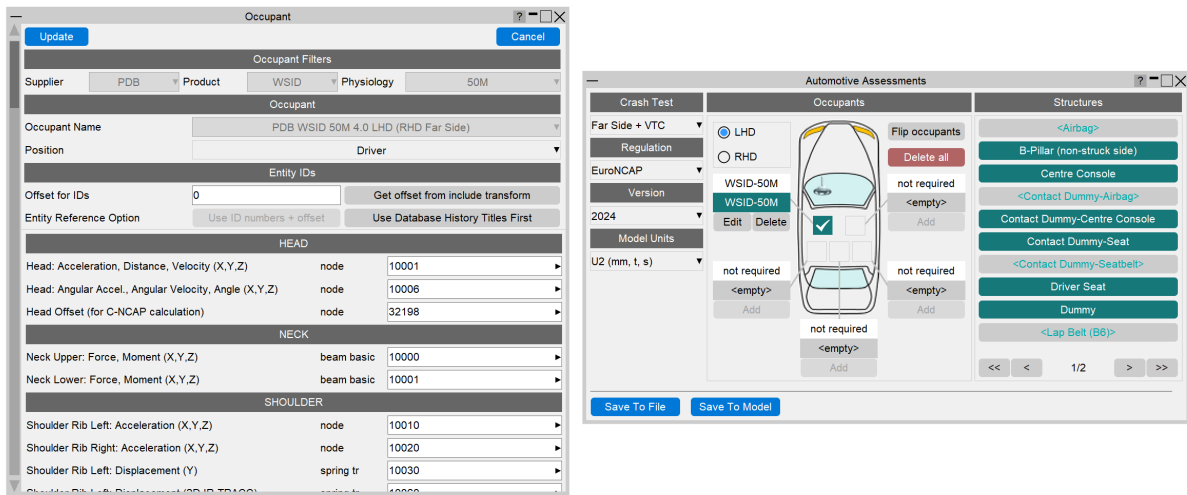 Occupant
?
Update Cancel
Occupant Filters
Supplier PDB Product WSID Physiology 50M
Occupant
Occupant Name PDB WSID 50M 4.0 LHD (RHD Far Side)
Position Driver
Entity IDs
Offset for IDs 0 Get offset from include transform
Entity Reference Option Use ID numbers + offset Use Database History Titles First
HEAD
Head: Acceleration, Distance, Velocity (X,Y,Z) node 10001
Head: Angular Accel., Angular Velocity, Angle (X,Y,Z) node 10006
Head Offset (for C-NCAP calculation) node 32198
NECK
Neck Upper: Force, Moment (X,Y,Z) beam basic 10000
Neck Lower: Force, Moment (X,Y,Z) beam basic 10001
SHOULDER
Shoulder Rib Left: Acceleration (X,Y,Z) node 10010
Shoulder Rib Right: Acceleration (X,Y,Z) node 10020
Shoulder Rib Left: Displacement (Y) spring tr 10030
Automotive Assessments
?
Crash Test
Far Side + VTC
Regulation
EuroNCAP
Version
2024
Model Units
U2 (mm, t, s)
Occupants
LHD
RHD
Flip occupants
Delete all
WSID-50M
WSID-50M
Edit Delete
not required
<empty>
Add
not required
<empty>
Add
not required
<empty>
Add
not required
<empty>
Add
Structures
<Airbag>
B-Pillar (non-struck side)
Centre Console
<Contact Dummy-Airbag>
Contact Dummy-Centre Console
Contact Dummy-Seat
<Contact Dummy-Seatbelt>
Driver Seat
Dummy
<Lap Belt (B6)>
<< < 1/2 > >>
Save To File Save To Model